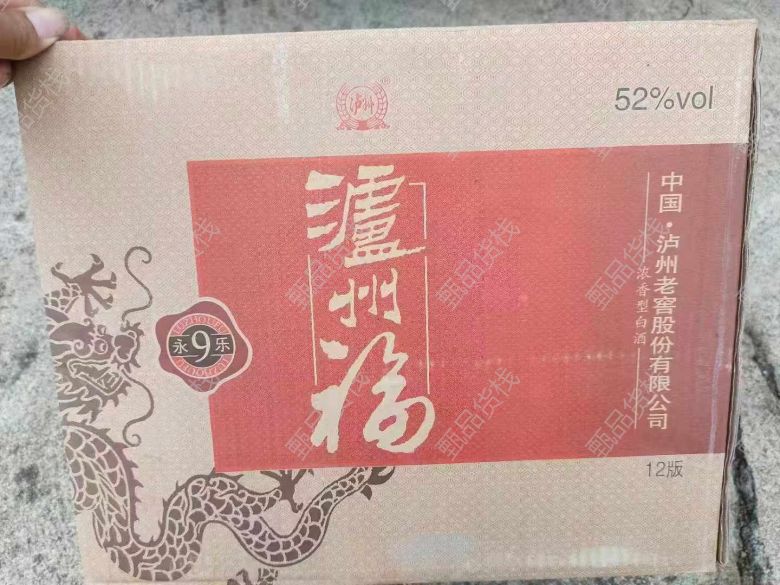 泸州
52%vol
瀘州福
中国·泸州老窖股份有限公司
浓香型白酒
永9乐
12版
甄品货栈